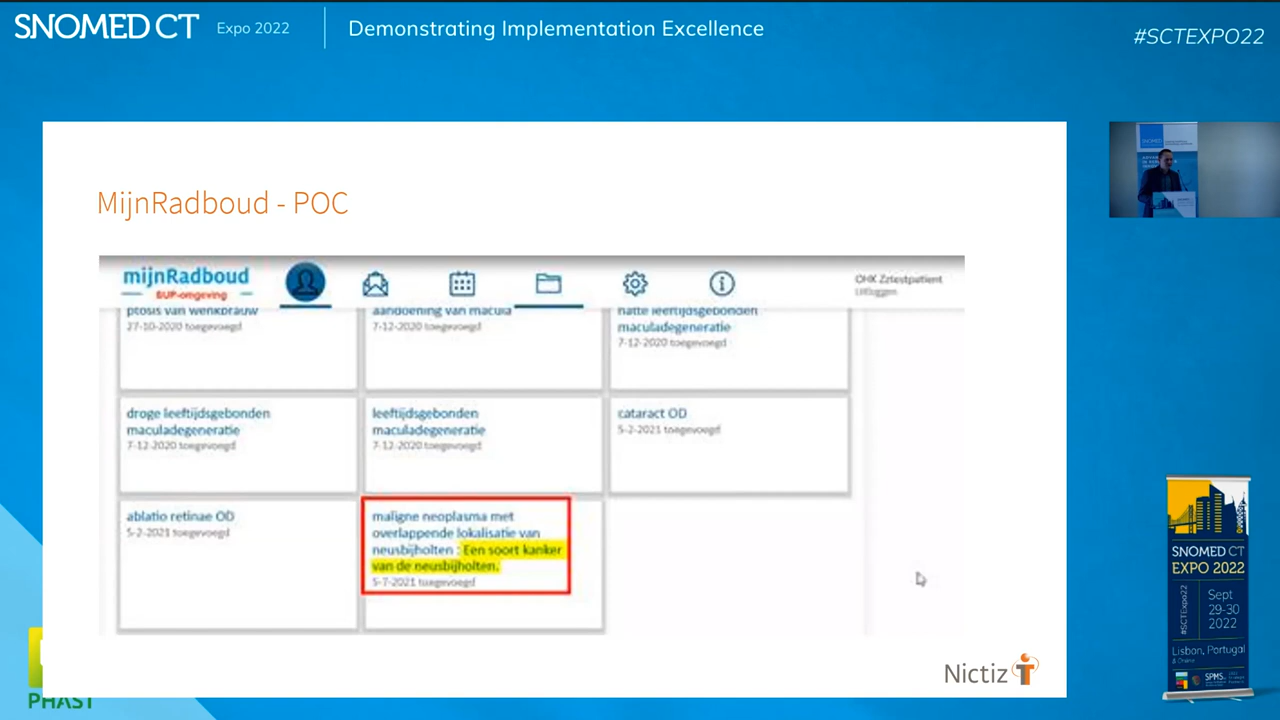 SNOMED CT Expo 2022 Demonstrating Implementation Excellence
#SCTEXPO22
MijnRadboud - POC
mijnRadboud
BUP-omgeving
OHK Zztestpatient
Uitloggen
ptosis van wenkbrauw
27-10-2020 toegevoegd
aandoening van macula
7-12-2020 toegevoegd
natte leeftijdsgebonden
maculadegeneratie
7-12-2020 toegevoegd
droge leeftijdsgebonden
maculadegeneratie
7-12-2020 toegevoegd
leeftijdsgebonden
maculadegeneratie
7-12-2020 toegevoegd
cataract OD
5-2-2021 toegevoegd
ablatio retinae OD
5-2-2021 toegevoegd
maligne neoplasma met
overlappende lokalisatie van
neusbijholten : Een soort kanker
van de neusbijholten.
5-7-2021 toegevoegd
Nictiz
PHAST
SNOMED CT
EXPO 2022
#SCTExpo22
Sept
29-30
2022
Lisbon, Portugal
& Online
SPMS